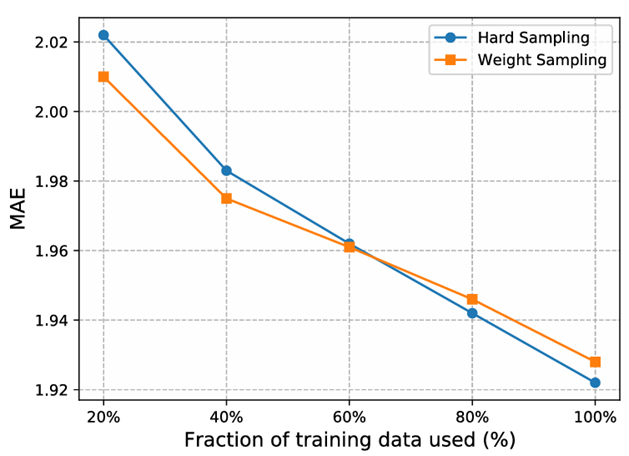 Hard Sampling
Weight Sampling
MAE
2.02
2.00
1.98
1.96
1.94
1.92
20% 40% 60% 80% 100%
Fraction of training data used (%)